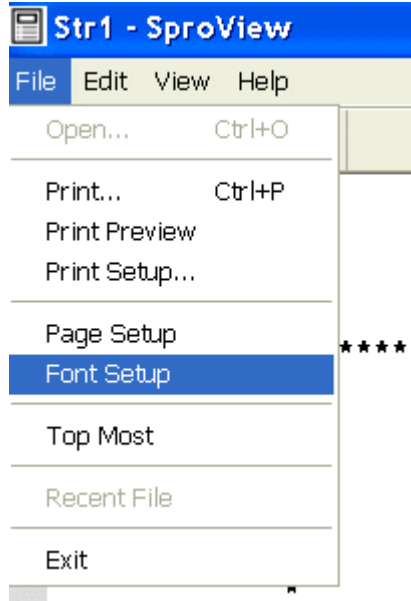 Str1 - SproView
File Edit View Help
Open... Ctrl+O
Print... Ctrl+P
Print Preview
Print Setup...
Page Setup
****
Font Setup
Top Most
Recent File
Exit
*